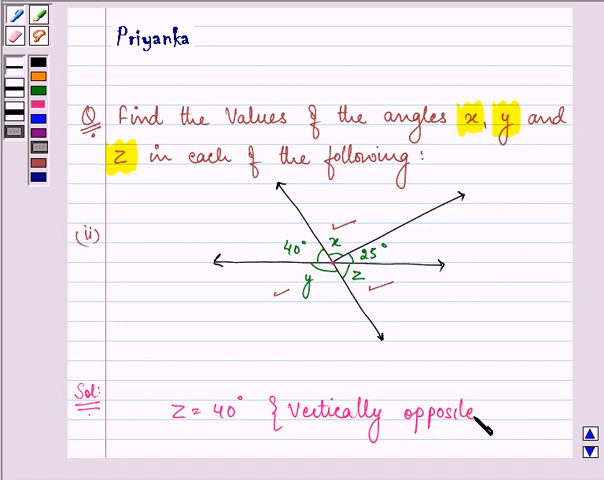 Priyanka
Q Find the Values of the angles x, y and
z in each of the following:
(ii)
40° x 25°
y z
Sol:
z = 40° { Vertically opposite